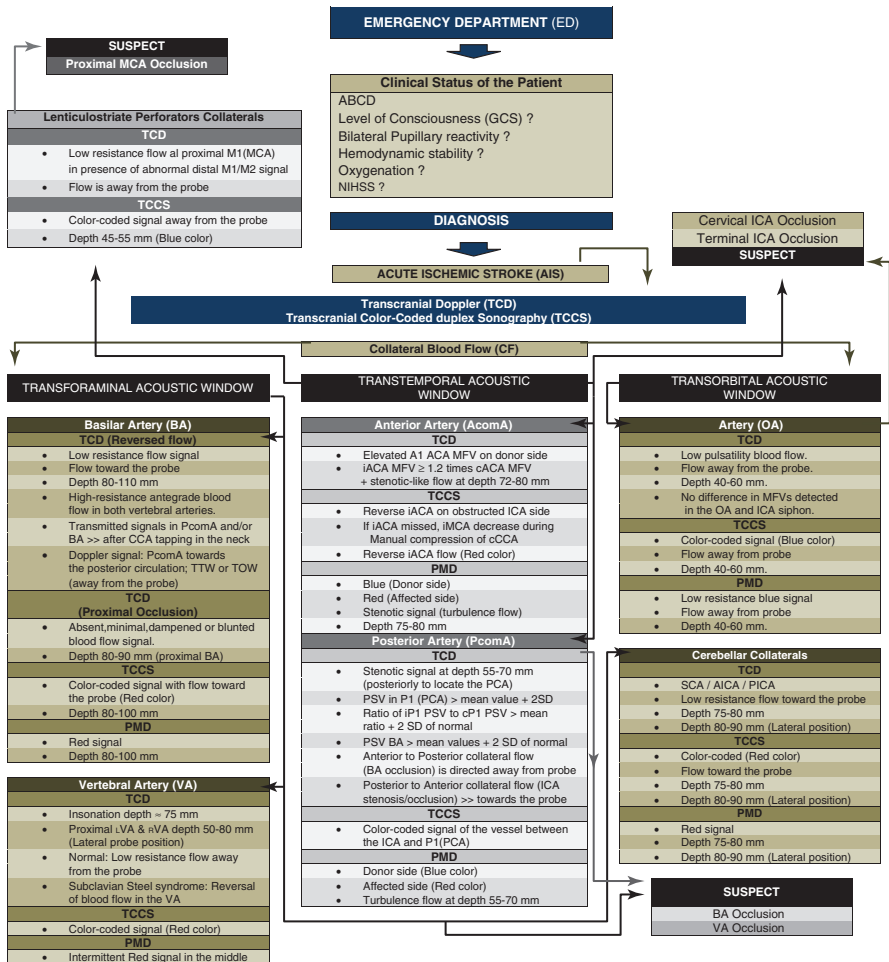 EMERGENCY DEPARTMENT (ED)
SUSPECT
Proximal MCA Occlusion
Clinical Status of the Patient
ABCD
Level of Consciousness (GCS) ?
Bilateral Pupillary reactivity ?
Hemodynamic stability ?
Oxygenation ?
NIHSS ?
Lenticulostriate Perforators Collaterals
TCD
• Low resistance flow al proximal M1(MCA)
in presence of abnormal distal M1/M2 signal
• Flow is away from the probe
TCCS
• Color-coded signal away from the probe
• Depth 45-55 mm (Blue color)
DIAGNOSIS
ACUTE ISCHEMIC STROKE (AIS)
Cervical ICA Occlusion
Terminal ICA Occlusion
SUSPECT
Transcranial Doppler (TCD)
Transcranial Color-Coded duplex Sonography (TCCS)
Collateral Blood Flow (CF)
TRANSFORAMINAL ACOUSTIC WINDOW
Basilar Artery (BA)
TCD (Reversed flow)
• Low resistance flow signal
• Flow toward the probe
• Depth 80-110 mm
• High-resistance antegrade blood
flow in both vertebral arteries.
• Transmitted signals in PcomA and/or
BA >> after CCA tapping in the neck
• Doppler signal: PcomA towards
the posterior circulation; TTW or TOW
(away from the probe)
TCD
(Proximal Occlusion)
• Absent,minimal,dampened or blunted
blood flow signal.
• Depth 80-90 mm (proximal BA)
TCCS
• Color-coded signal with flow toward
the probe (Red color)
• Depth 80-100 mm
PMD
• Red signal
• Depth 80-100 mm
Vertebral Artery (VA)
TCD
• Insonation depth ≈ 75 mm
• Proximal LVA & RVA depth 50-80 mm
(Lateral probe position)
• Normal: Low resistance flow away
from the probe
• Subclavian Steel syndrome: Reversal
of blood flow in the VA
TCCS
• Color-coded signal (Red color)
PMD
• Intermittent Red signal in the middle
TRANSTEMPORAL ACOUSTIC
WINDOW
Anterior Artery (AcomA)
TCD
• Elevated A1 ACA MFV on donor side
• iACA MFV ≥ 1.2 times cACA MFV
+ stenotic-like flow at depth 72-80 mm
TCCS
• Reverse iACA on obstructed ICA side
• If iACA missed, iMCA decrease during
Manual compression of cCCA
• Reverse iACA flow (Red color)
PMD
• Blue (Donor side)
• Red (Affected side)
• Stenotic signal (turbulence flow)
• Depth 75-80 mm
Posterior Artery (PcomA)
TCD
• Stenotic signal at depth 55-70 mm
(posteriorly to locate the PCA)
• PSV in P1 (PCA) > mean value + 2SD
• Ratio of iP1 PSV to cP1 PSV > mean
ratio + 2 SD of normal
• PSV BA > mean values + 2 SD of normal
• Anterior to Posterior collateral flow
(BA occlusion) is directed away from probe
• Posterior to Anterior collateral flow (ICA
stenosis/occlusion) >> towards the probe
TCCS
• Color-coded signal of the vessel between
the ICA and P1(PCA)
PMD
• Donor side (Blue color)
• Affected side (Red color)
• Turbulence flow at depth 55-70 mm
TRANSORBITAL ACOUSTIC
WINDOW
Artery (OA)
TCD
• Low pulsatility blood flow.
• Flow away from the probe.
• Depth 40-60 mm.
• No difference in MFVs detected
in the OA and ICA siphon.
TCCS
• Color-coded signal (Blue color)
• Flow away from probe
• Depth 40-60 mm.
PMD
• Low resistance blue signal
• Flow away from probe
• Depth 40-60 mm.
Cerebellar Collaterals
TCD
• SCA / AICA / PICA
• Low resistance flow toward the probe
• Depth 75-80 mm
• Depth 80-90 mm (Lateral position)
TCCS
• Color-coded (Red color)
• Flow toward the probe
• Depth 75-80 mm
• Depth 80-90 mm (Lateral position)
PMD
• Red signal
• Depth 75-80 mm
• Depth 80-90 mm (Lateral position)
SUSPECT
BA Occlusion
VA Occlusion